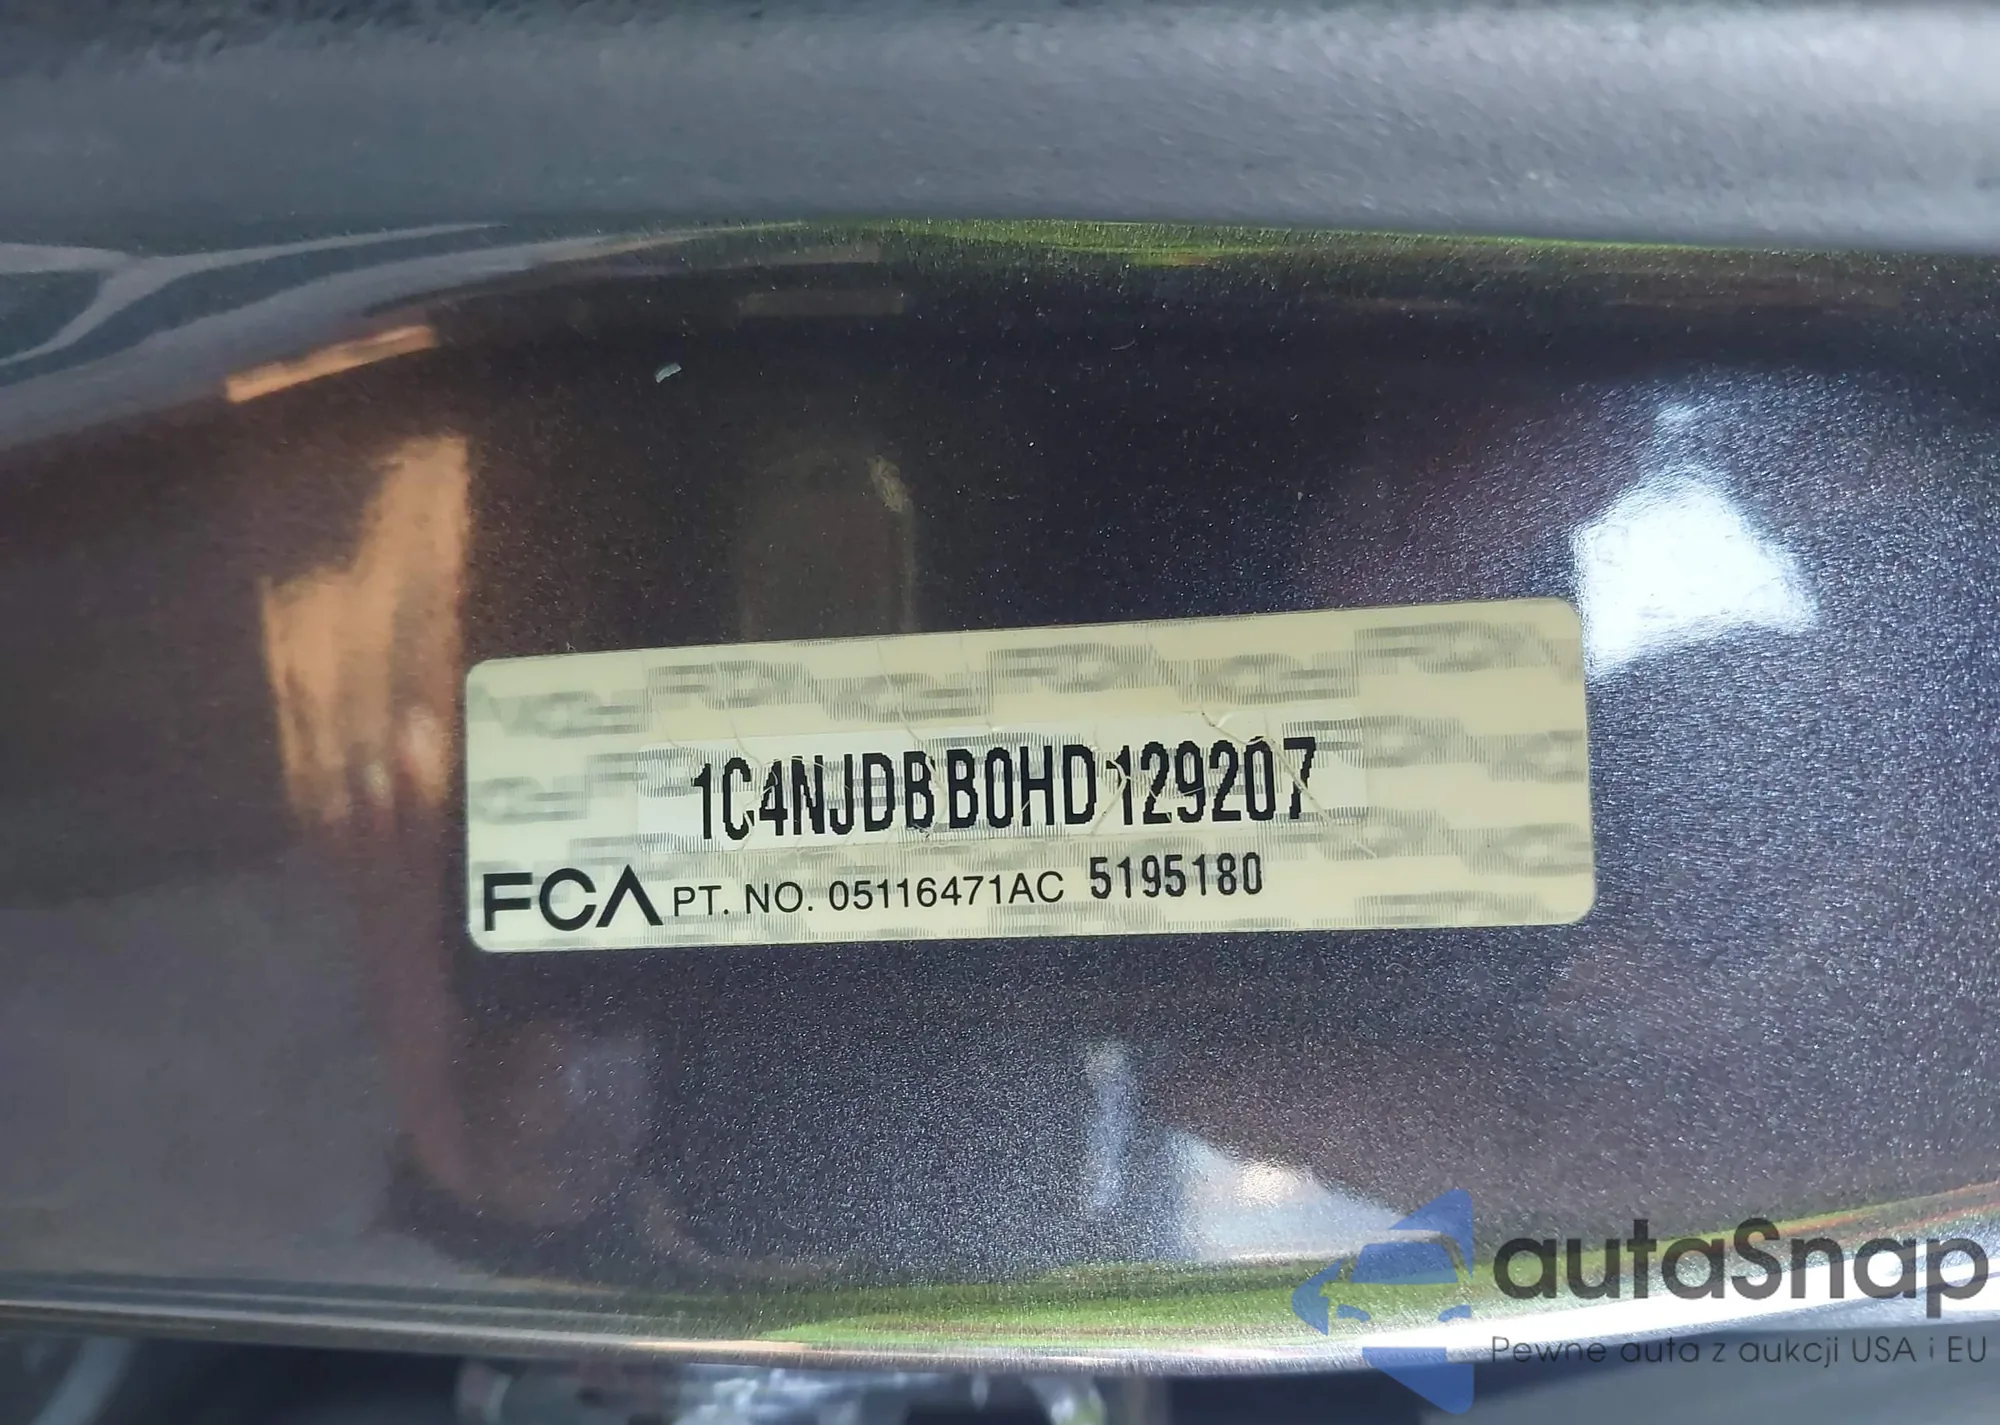 1C4NJDBB0HD129207
FCA PT. NO. 05116471AC 5195180
autaSnap
Pewne auta z aukcji USA i EU